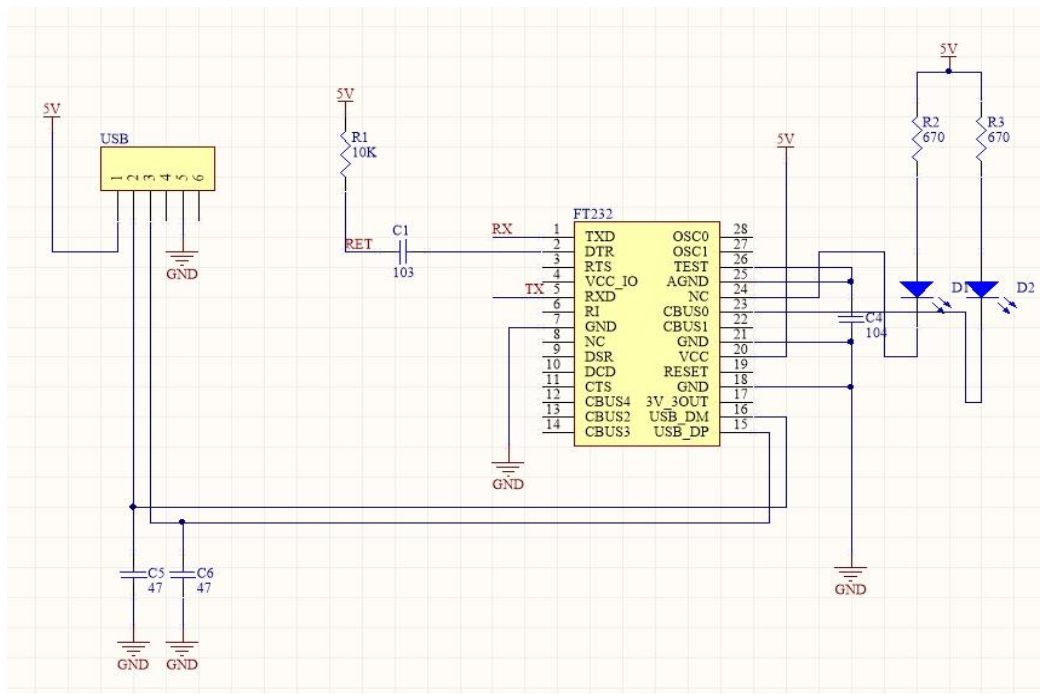 5V
USB
1 2 3 4 5 6
GND
5V
R1
10K
RET
C1
103
RX
TX
FT232
1 TXD OSC0 28
2 DTR OSC1 27
3 RTS TEST 26
4 VCC_IO AGND 25
5 RXD NC 24
6 RI CBUS0 23
7 GND CBUS1 22
8 NC GND 21
9 DSR VCC 20
10 DCD RESET 19
11 CTS GND 18
12 CBUS4 3V_3OUT 17
13 CBUS2 USB_DM 16
14 CBUS3 USB_DP 15
GND
5V
5V
R2
670
R3
670
D1
D2
C4
104
GND
C5
47
C6
47
GND
GND